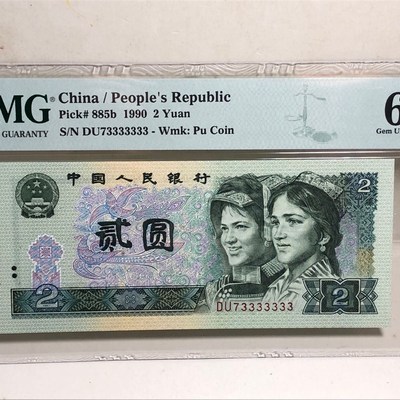 MG China / People's Republic
Pick# 885b 1990 2 Yuan
GUARANTY S/N DU73333333 - Wmk: Pu Coin
6
Gem U
中国人民银行
2
贰圆
2
DU73333333
2